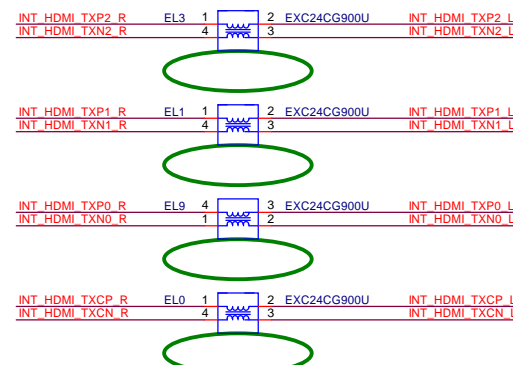 INT_HDMI_TXP2_R EL3 1 2 EXC24CG900U INT_HDMI_TXP2_L
INT_HDMI_TXN2_R 4 3 INT_HDMI_TXN2_L
INT_HDMI_TXP1_R EL1 1 2 EXC24CG900U INT_HDMI_TXP1_L
INT_HDMI_TXN1_R 4 3 INT_HDMI_TXN1_L
INT_HDMI_TXP0_R EL9 4 3 EXC24CG900U INT_HDMI_TXP0_L
INT_HDMI_TXN0_R 1 2 INT_HDMI_TXN0_L
INT_HDMI_TXCP_R EL0 1 2 EXC24CG900U INT_HDMI_TXCP_L
INT_HDMI_TXCN_R 4 3 INT_HDMI_TXCN_L